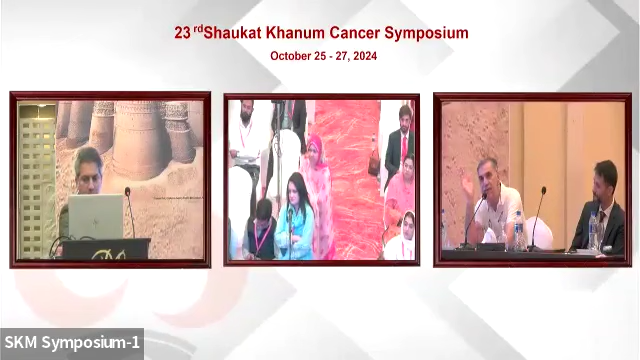 23rdShaukat Khanum Cancer Symposium
October 25 - 27, 2024
SKM Symposium-1